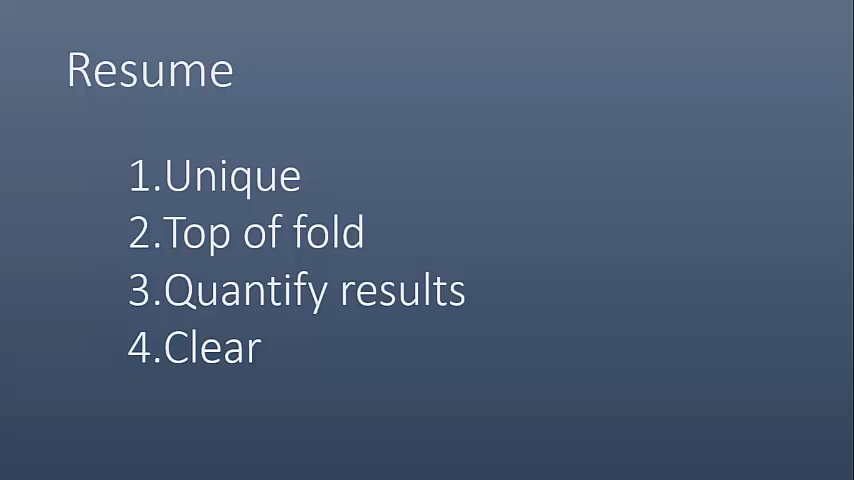 Resume
1.Unique
2.Top of fold
3.Quantify results
4.Clear